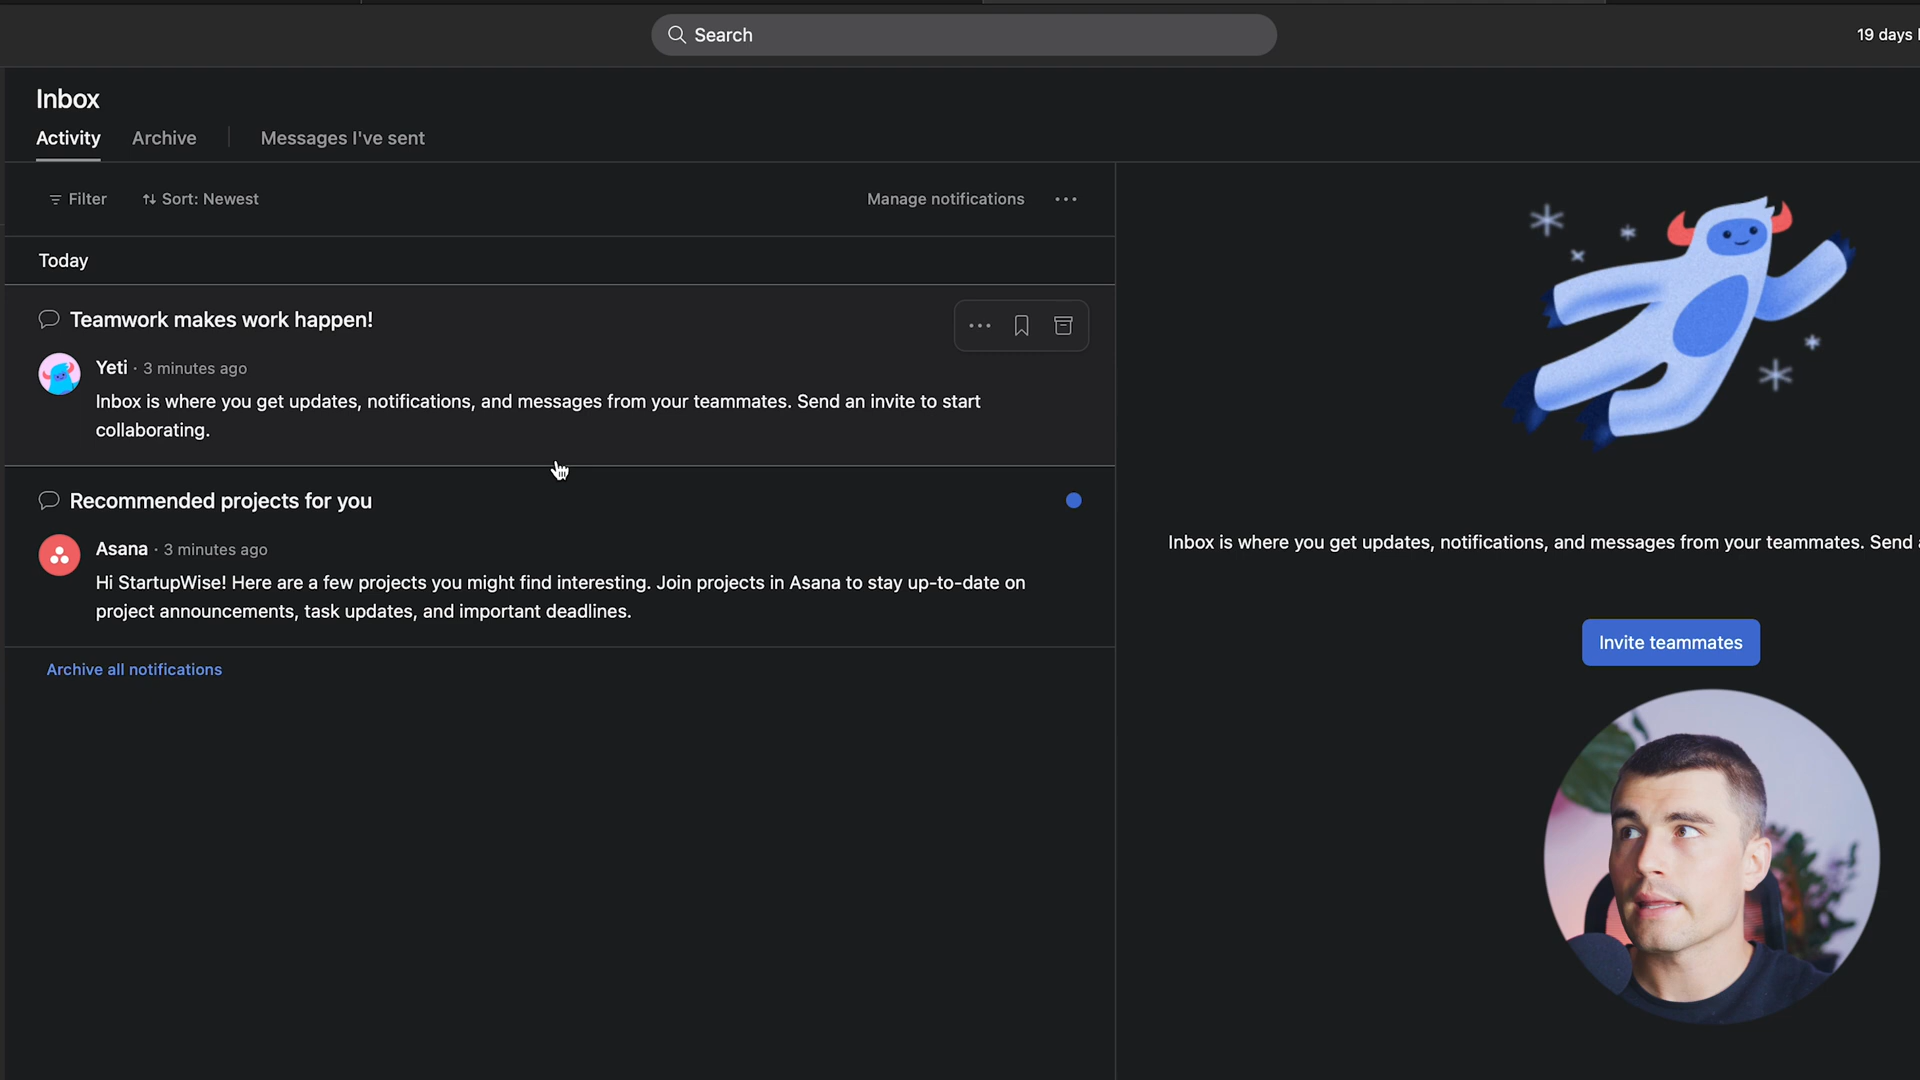 Search
19 days
Inbox
Activity
Archive
Messages I've sent
Filter
Sort: Newest
Manage notifications
Today
Teamwork makes work happen!
Yeti · 3 minutes ago
Inbox is where you get updates, notifications, and messages from your teammates. Send an invite to start
collaborating.
Recommended projects for you
Asana · 3 minutes ago
Hi StartupWise! Here are a few projects you might find interesting. Join projects in Asana to stay up-to-date on
project announcements, task updates, and important deadlines.
Archive all notifications
Inbox is where you get updates, notifications, and messages from your teammates. Send
Invite teammates